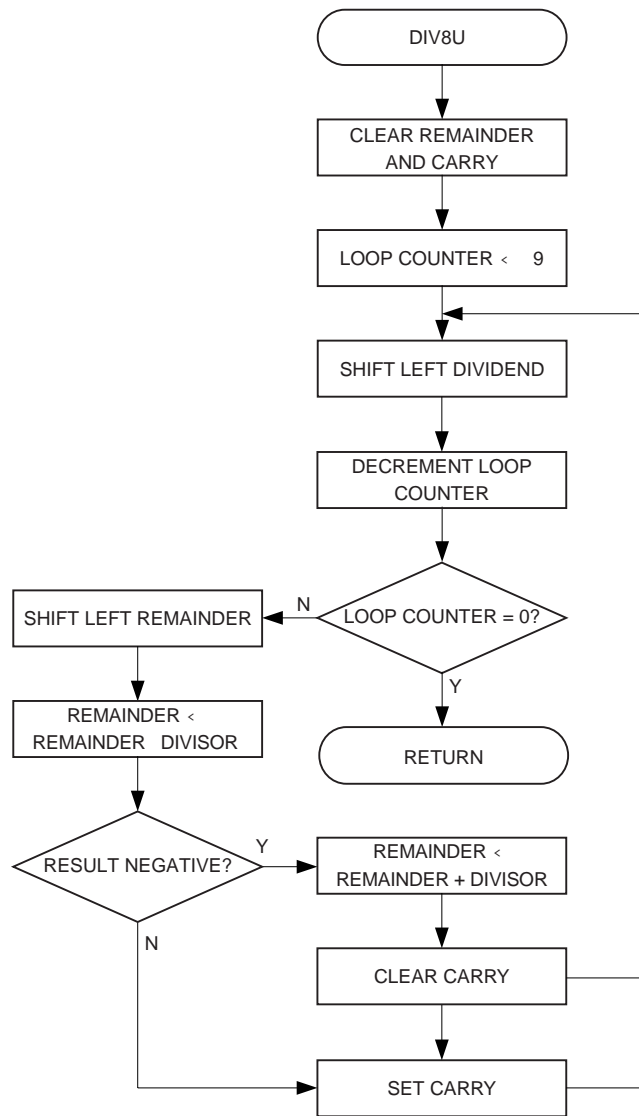 DIV8U
CLEAR REMAINDER
AND CARRY
LOOP COUNTER < 9
SHIFT LEFT DIVIDEND
DECREMENT LOOP
COUNTER
LOOP COUNTER = 0?
N
Y
SHIFT LEFT REMAINDER
REMAINDER <
REMAINDER DIVISOR
RETURN
RESULT NEGATIVE?
Y
N
REMAINDER <
REMAINDER + DIVISOR
CLEAR CARRY
SET CARRY